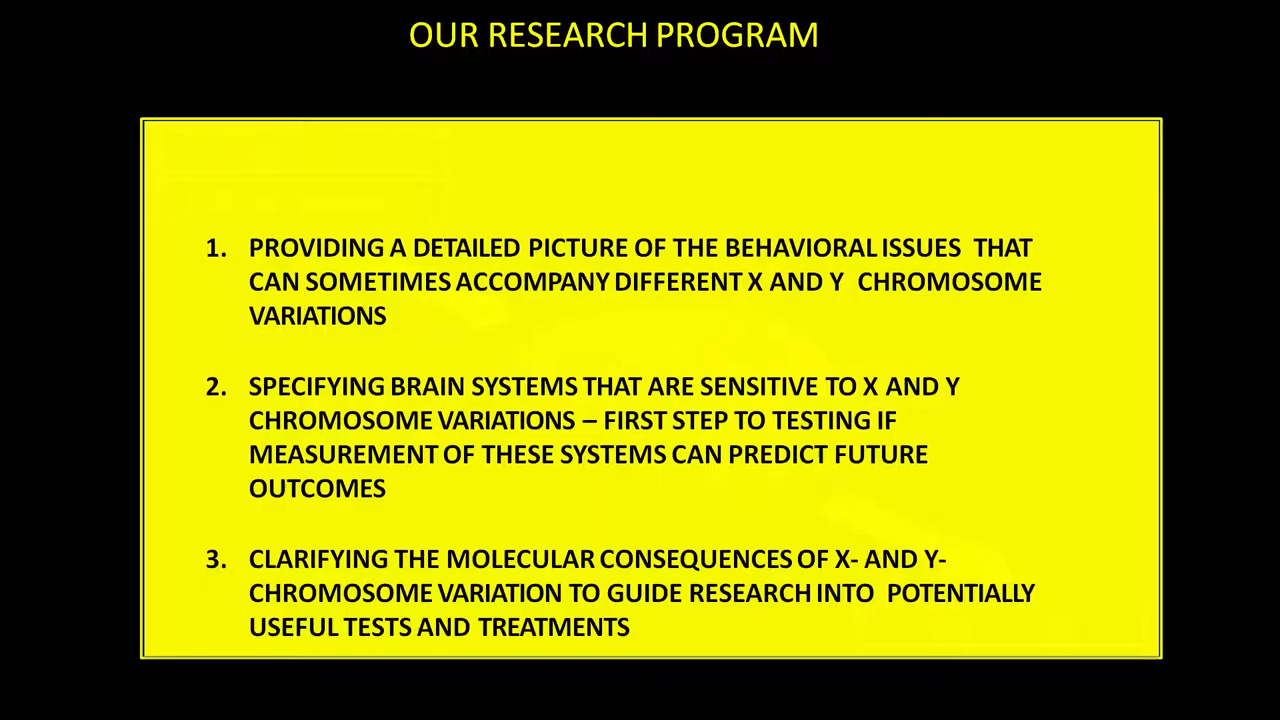 OUR RESEARCH PROGRAM
1. PROVIDING A DETAILED PICTURE OF THE BEHAVIORAL ISSUES THAT
CAN SOMETIMES ACCOMPANY DIFFERENT X AND Y CHROMOSOME
VARIATIONS
2. SPECIFYING BRAIN SYSTEMS THAT ARE SENSITIVE TO X AND Y
CHROMOSOME VARIATIONS – FIRST STEP TO TESTING IF
MEASUREMENT OF THESE SYSTEMS CAN PREDICT FUTURE
OUTCOMES
3. CLARIFYING THE MOLECULAR CONSEQUENCES OF X- AND Y-
CHROMOSOME VARIATION TO GUIDE RESEARCH INTO POTENTIALLY
USEFUL TESTS AND TREATMENTS